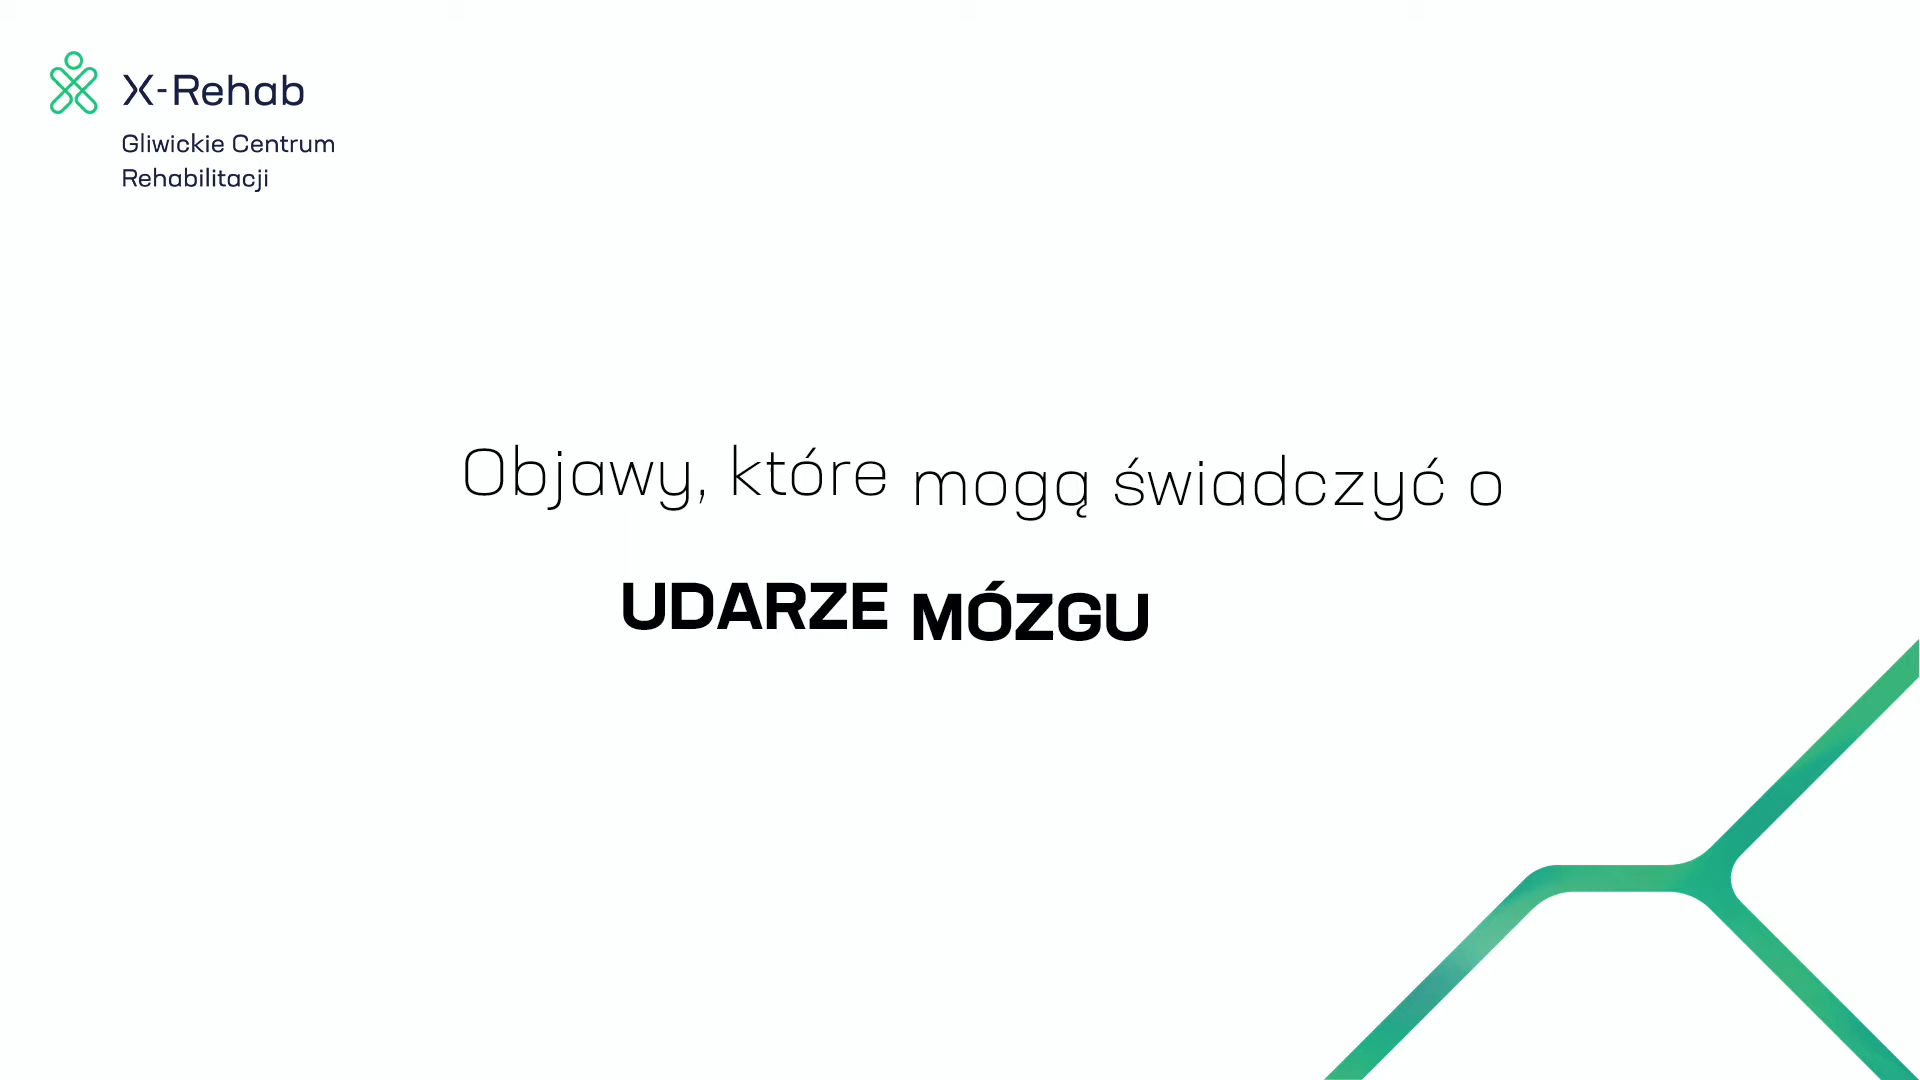 X-Rehab
Gliwickie Centrum
Rehabilitacji
Objawy, które mogą świadczyć o
UDARZE MÓZGU